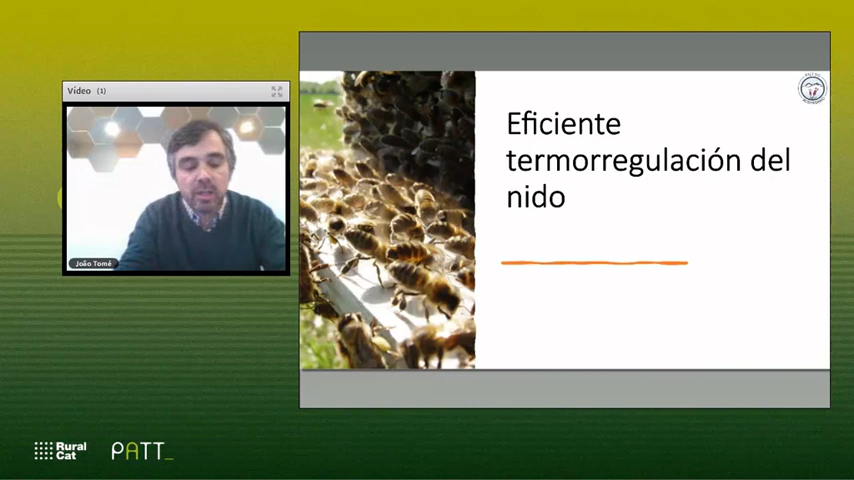 Vídeo (1)
João Tomé
Eficiente
termorregulación del
nido
Rural
Cat
PATT_